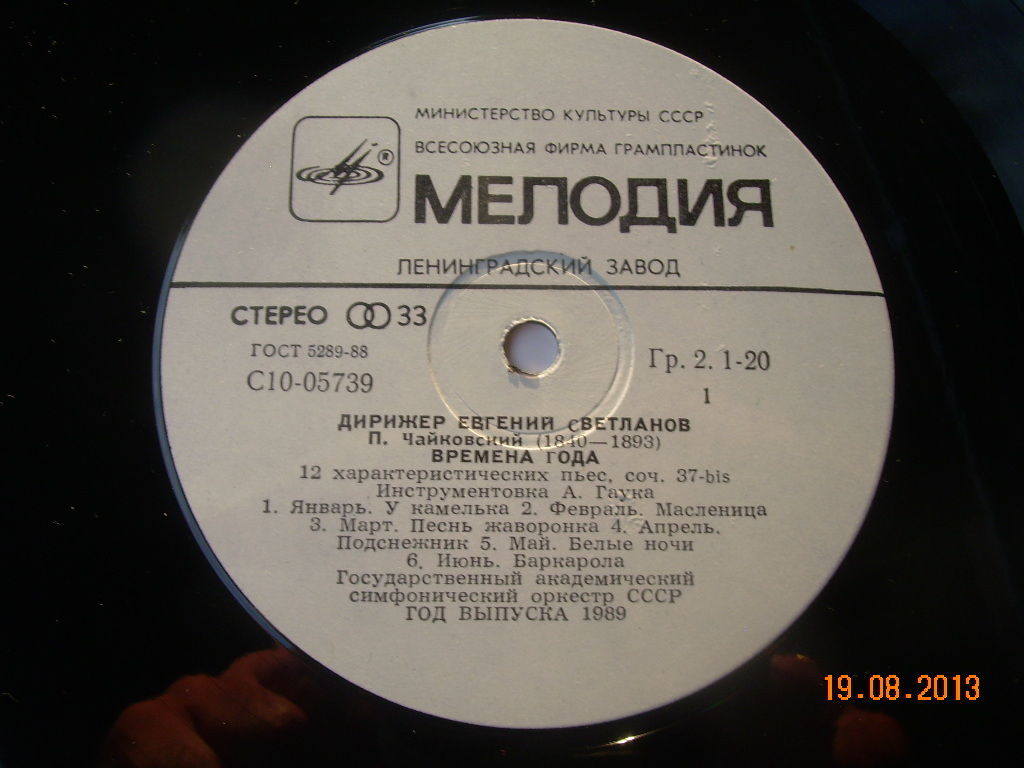 МИНИСТЕРСТВО КУЛЬТУРЫ СССР
ВСЕСОЮЗНАЯ ФИРМА ГРАМПЛАСТИНОК
®
МЕЛОДИЯ
ЛЕНИНГРАДСКИЙ ЗАВОД
СТЕРЕО 33
ГОСТ 5289-88
С10-05739
Гр. 2. 1-20
1
ДИРИЖЕР ЕВГЕНИЙ СВЕТЛАНОВ
П. Чайковский (1840—1893)
ВРЕМЕНА ГОДА
12 характеристических пьес, соч. 37-bis
Инструментовка А. Гаука
1. Январь. У камелька 2. Февраль. Масленица
3. Март. Песнь жаворонка 4. Апрель.
Подснежник 5. Май. Белые ночи
6. Июнь. Баркарола
Государственный академический
симфонический оркестр СССР
ГОД ВЫПУСКА 1989
19.08.2013